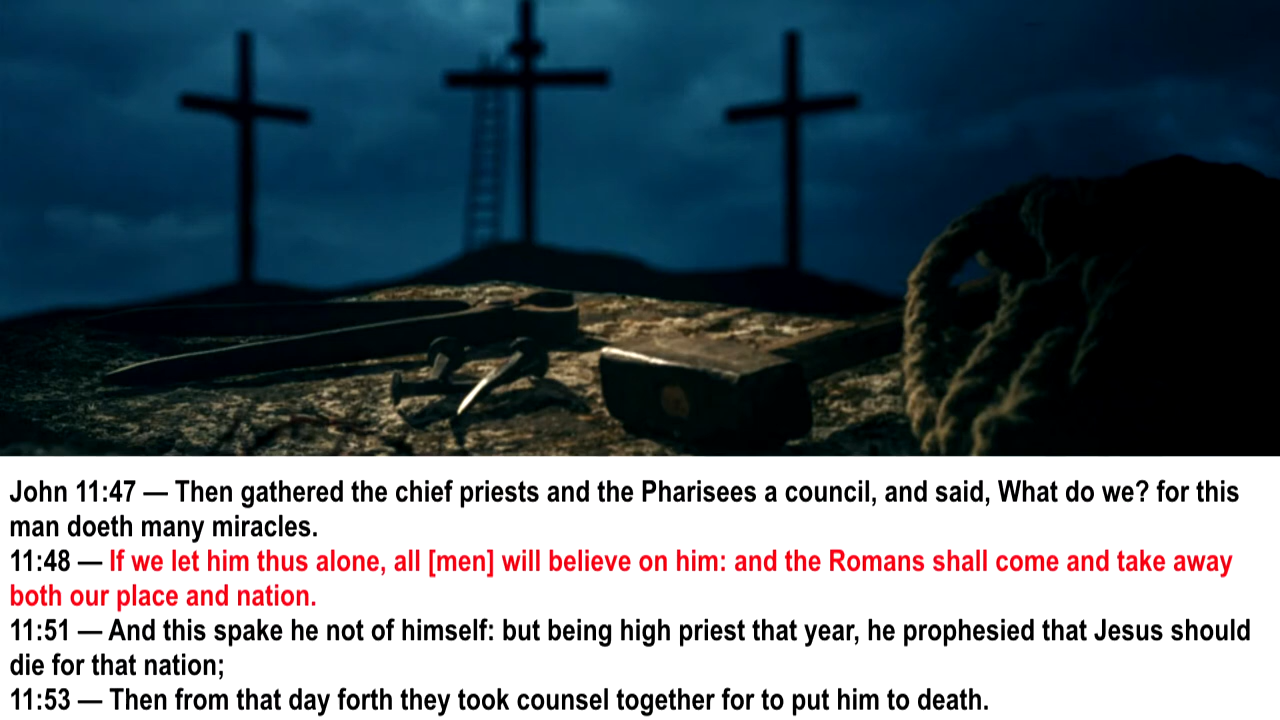 John 11:47 — Then gathered the chief priests and the Pharisees a council, and said, What do we? for this
man doeth many miracles.
11:48 — If we let him thus alone, all [men] will believe on him: and the Romans shall come and take away
both our place and nation.
11:51 — And this spake he not of himself: but being high priest that year, he prophesied that Jesus should
die for that nation;
11:53 — Then from that day forth they took counsel together for to put him to death.